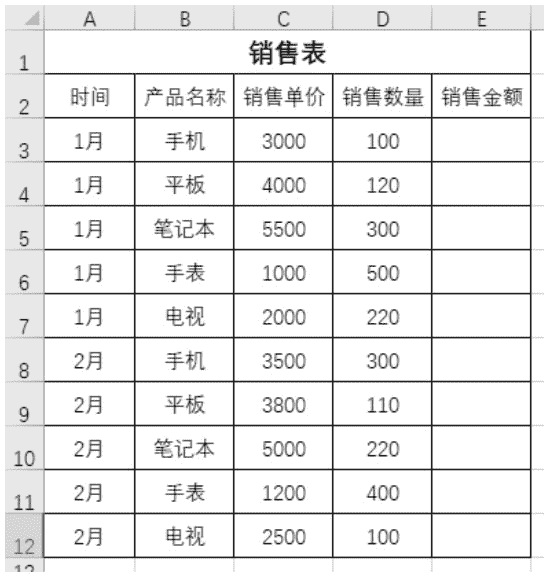 A B C D E
1 销售表
2 时间 产品名称 销售单价 销售数量 销售金额
3 1月 手机 3000 100
4 1月 平板 4000 120
5 1月 笔记本 5500 300
6 1月 手表 1000 500
7 1月 电视 2000 220
8 2月 手机 3500 300
9 2月 平板 3800 110
10 2月 笔记本 5000 220
11 2月 手表 1200 400
12 2月 电视 2500 100